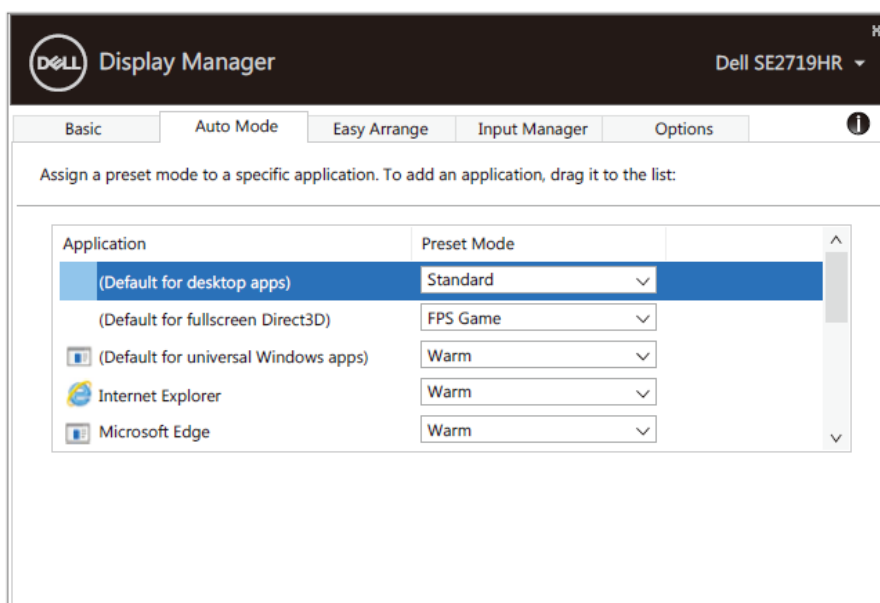 DELL Display Manager
Dell SE2719HR
Basic Auto Mode Easy Arrange Input Manager Options
Assign a preset mode to a specific application. To add an application, drag it to the list:
Application Preset Mode
(Default for desktop apps) Standard
(Default for fullscreen Direct3D) FPS Game
(Default for universal Windows apps) Warm
Internet Explorer Warm
Microsoft Edge Warm